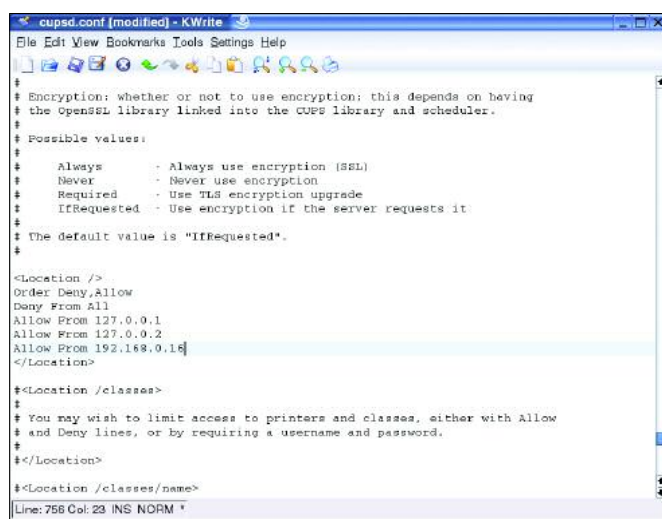 cupsd.conf [modified] - KWrite
File Edit View Bookmarks Tools Settings Help
#
# Encryption: whether or not to use encryption; this depends on having
# the OpenSSL library linked into the CUPS library and scheduler.
#
# Possible values:
#
#     Always       - Always use encryption (SSL)
#     Never        - Never use encryption
#     Required     - Use TLS encryption upgrade
#     IfRequested  - Use encryption if the server requests it
#
# The default value is "IfRequested".
#
<Location />
Order Deny,Allow
Deny From All
Allow From 127.0.0.1
Allow From 127.0.0.2
Allow From 192.168.0.16
</Location>
#<Location /classes>
#
# You may wish to limit access to printers and classes, either with Allow
# and Deny lines, or by requiring a username and password.
#
#</Location>
#<Location /classes/name>
Line: 756 Col: 23 INS NORM *